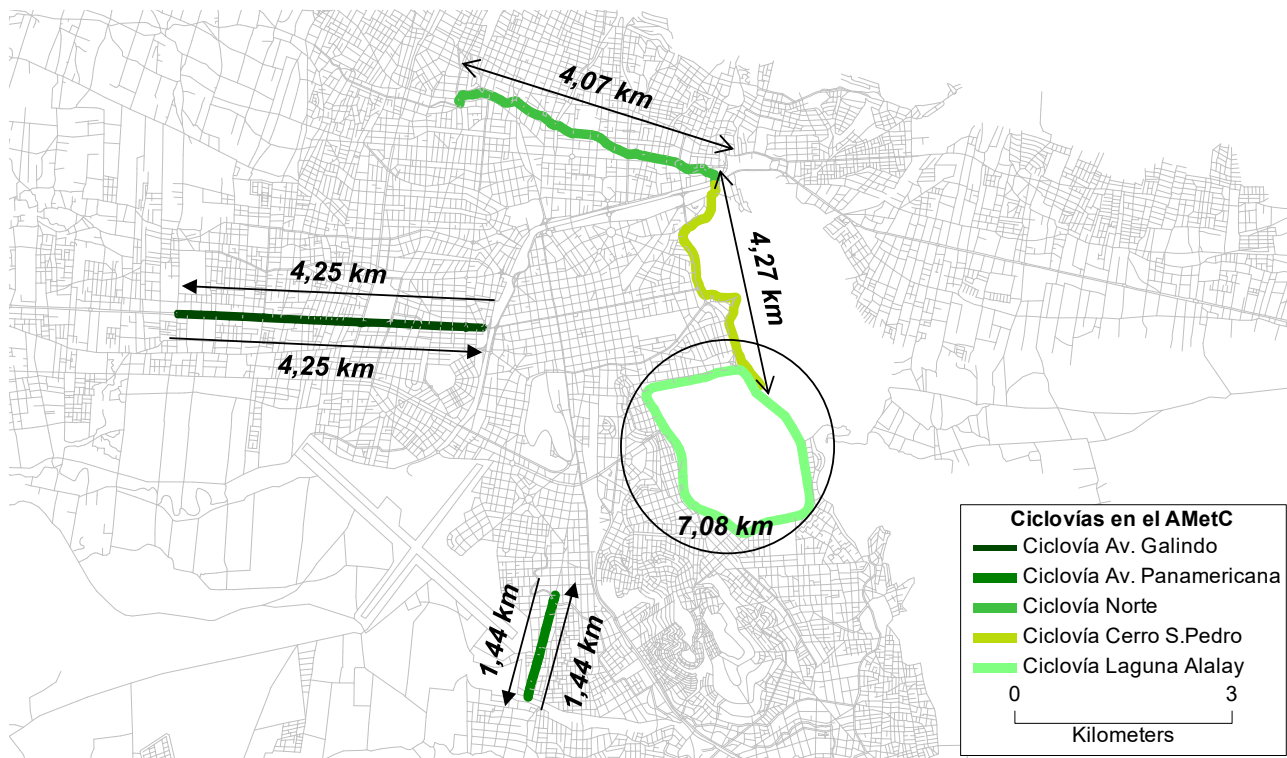 4,07 km
4,27 km
4,25 km
4,25 km
7,08 km
1,44 km
1,44 km
Ciclovías en el AMetC
Ciclovía Av. Galindo
Ciclovía Av. Panamericana
Ciclovía Norte
Ciclovía Cerro S.Pedro
Ciclovía Laguna Alalay
0 3
Kilometers